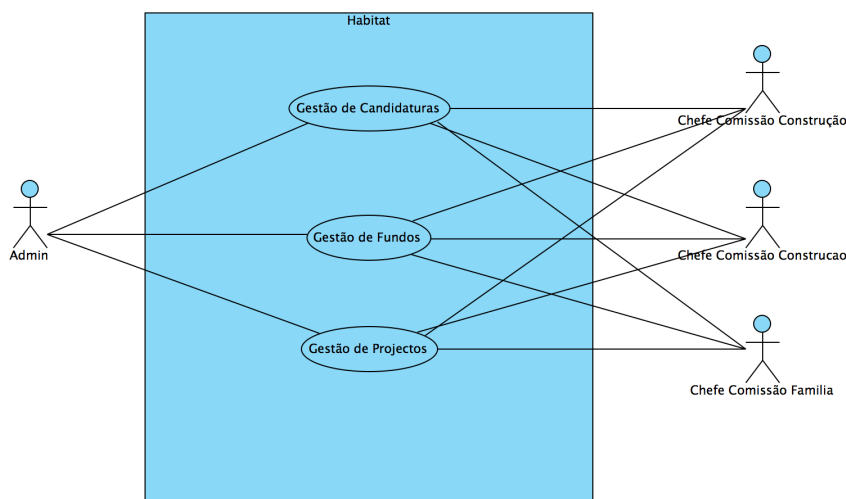 Habitat
Gestão de Candidaturas
Chefe Comissão Construção
Gestão de Fundos
Admin
Chefe Comissão Construcao
Gestão de Projectos
Chefe Comissão Familia